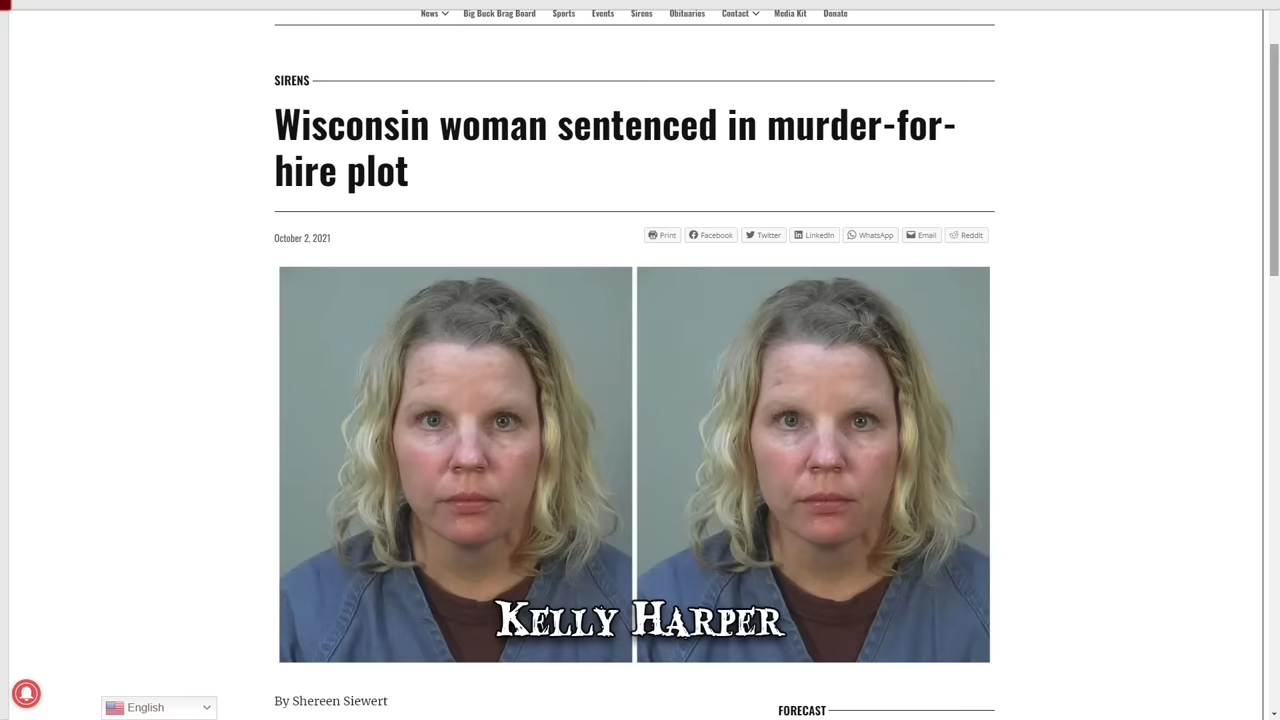 News Big Buck Brag Board Sports Events Sirens Obituaries Contact Media Kit Donate
SIRENS
Wisconsin woman sentenced in murder-for-
hire plot
October 2, 2021
Print Facebook Twitter LinkedIn WhatsApp Email Reddit
KELLY HARPER
By Shereen Siewert
FORECAST
English